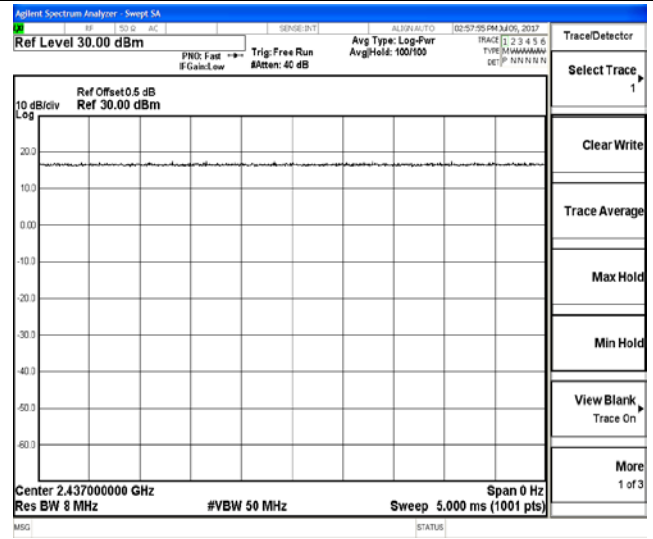 Agilent Spectrum Analyzer - Swept SA
RF 50 Ω AC SENSE:INT ALIGN AUTO 02:57:55 PM Jul 05, 2017
Ref Level 30.00 dBm
PNO: Fast
IFGain:Low
Trig: Free Run
#Atten: 40 dB
Avg Type: Log-Pwr
Avg|Hold: 100/100
TRACE 1 2 3 4 5 6
TYPE MWWWWW
DET P N N N N N
Trace/Detector
Select Trace
1
Clear Write
Trace Average
Max Hold
Min Hold
View Blank
Trace On
More
1 of 3
Ref Offset 0.5 dB
10 dB/div Ref 30.00 dBm
Log
20.0
10.0
0.00
-10.0
-20.0
-30.0
-40.0
-50.0
-60.0
Center 2.437000000 GHz Span 0 Hz
Res BW 8 MHz #VBW 50 MHz Sweep 5.000 ms (1001 pts)
MSG STATUS